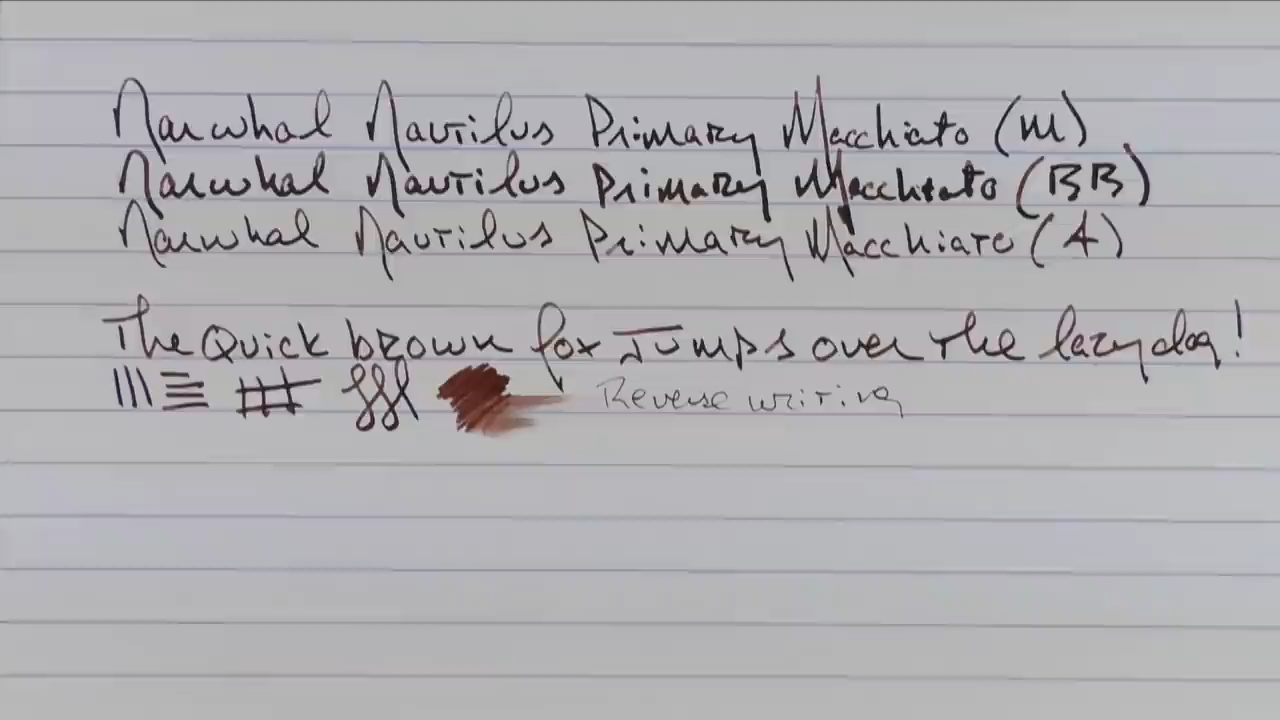 Narwhal Nautilus Primary Macchiato (M)
Narwhal Nautilus Primary Macchiato (BB)
Narwhal Nautilus Primary Macchiato (A)
The Quick brown fox Jumps over the lazy dog!
Reverse writing